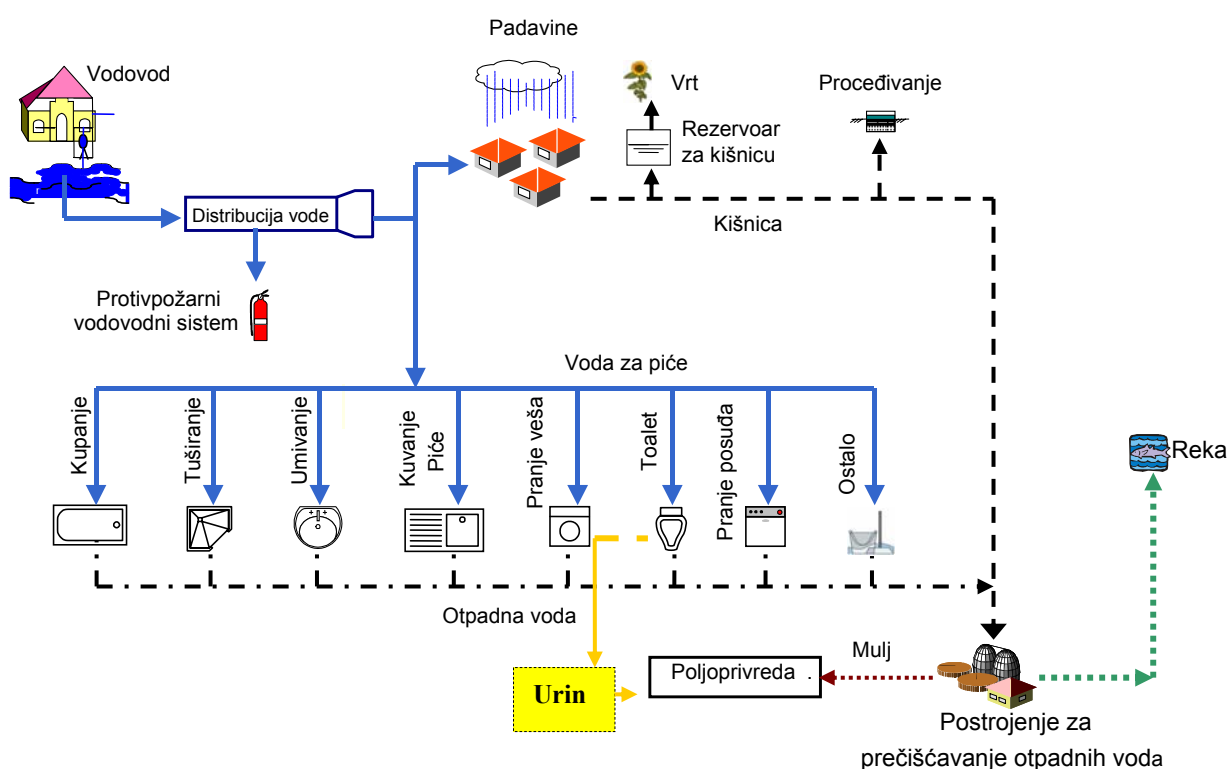 Padavine
Vodovod
Vrt
Proceđivanje
Rezervoar
za kišnicu
Distribucija vode
Kišnica
Protivpožarni
vodovodni sistem
Voda za piće
Kupanje
Tuširanje
Umivanje
Kuvanje
Piće
Pranje veša
Toalet
Pranje posuđa
Ostalo
Reka
Otpadna voda
Mulj
Urin
Poljoprivreda .
Postrojenje za
prečišćavanje otpadnih voda